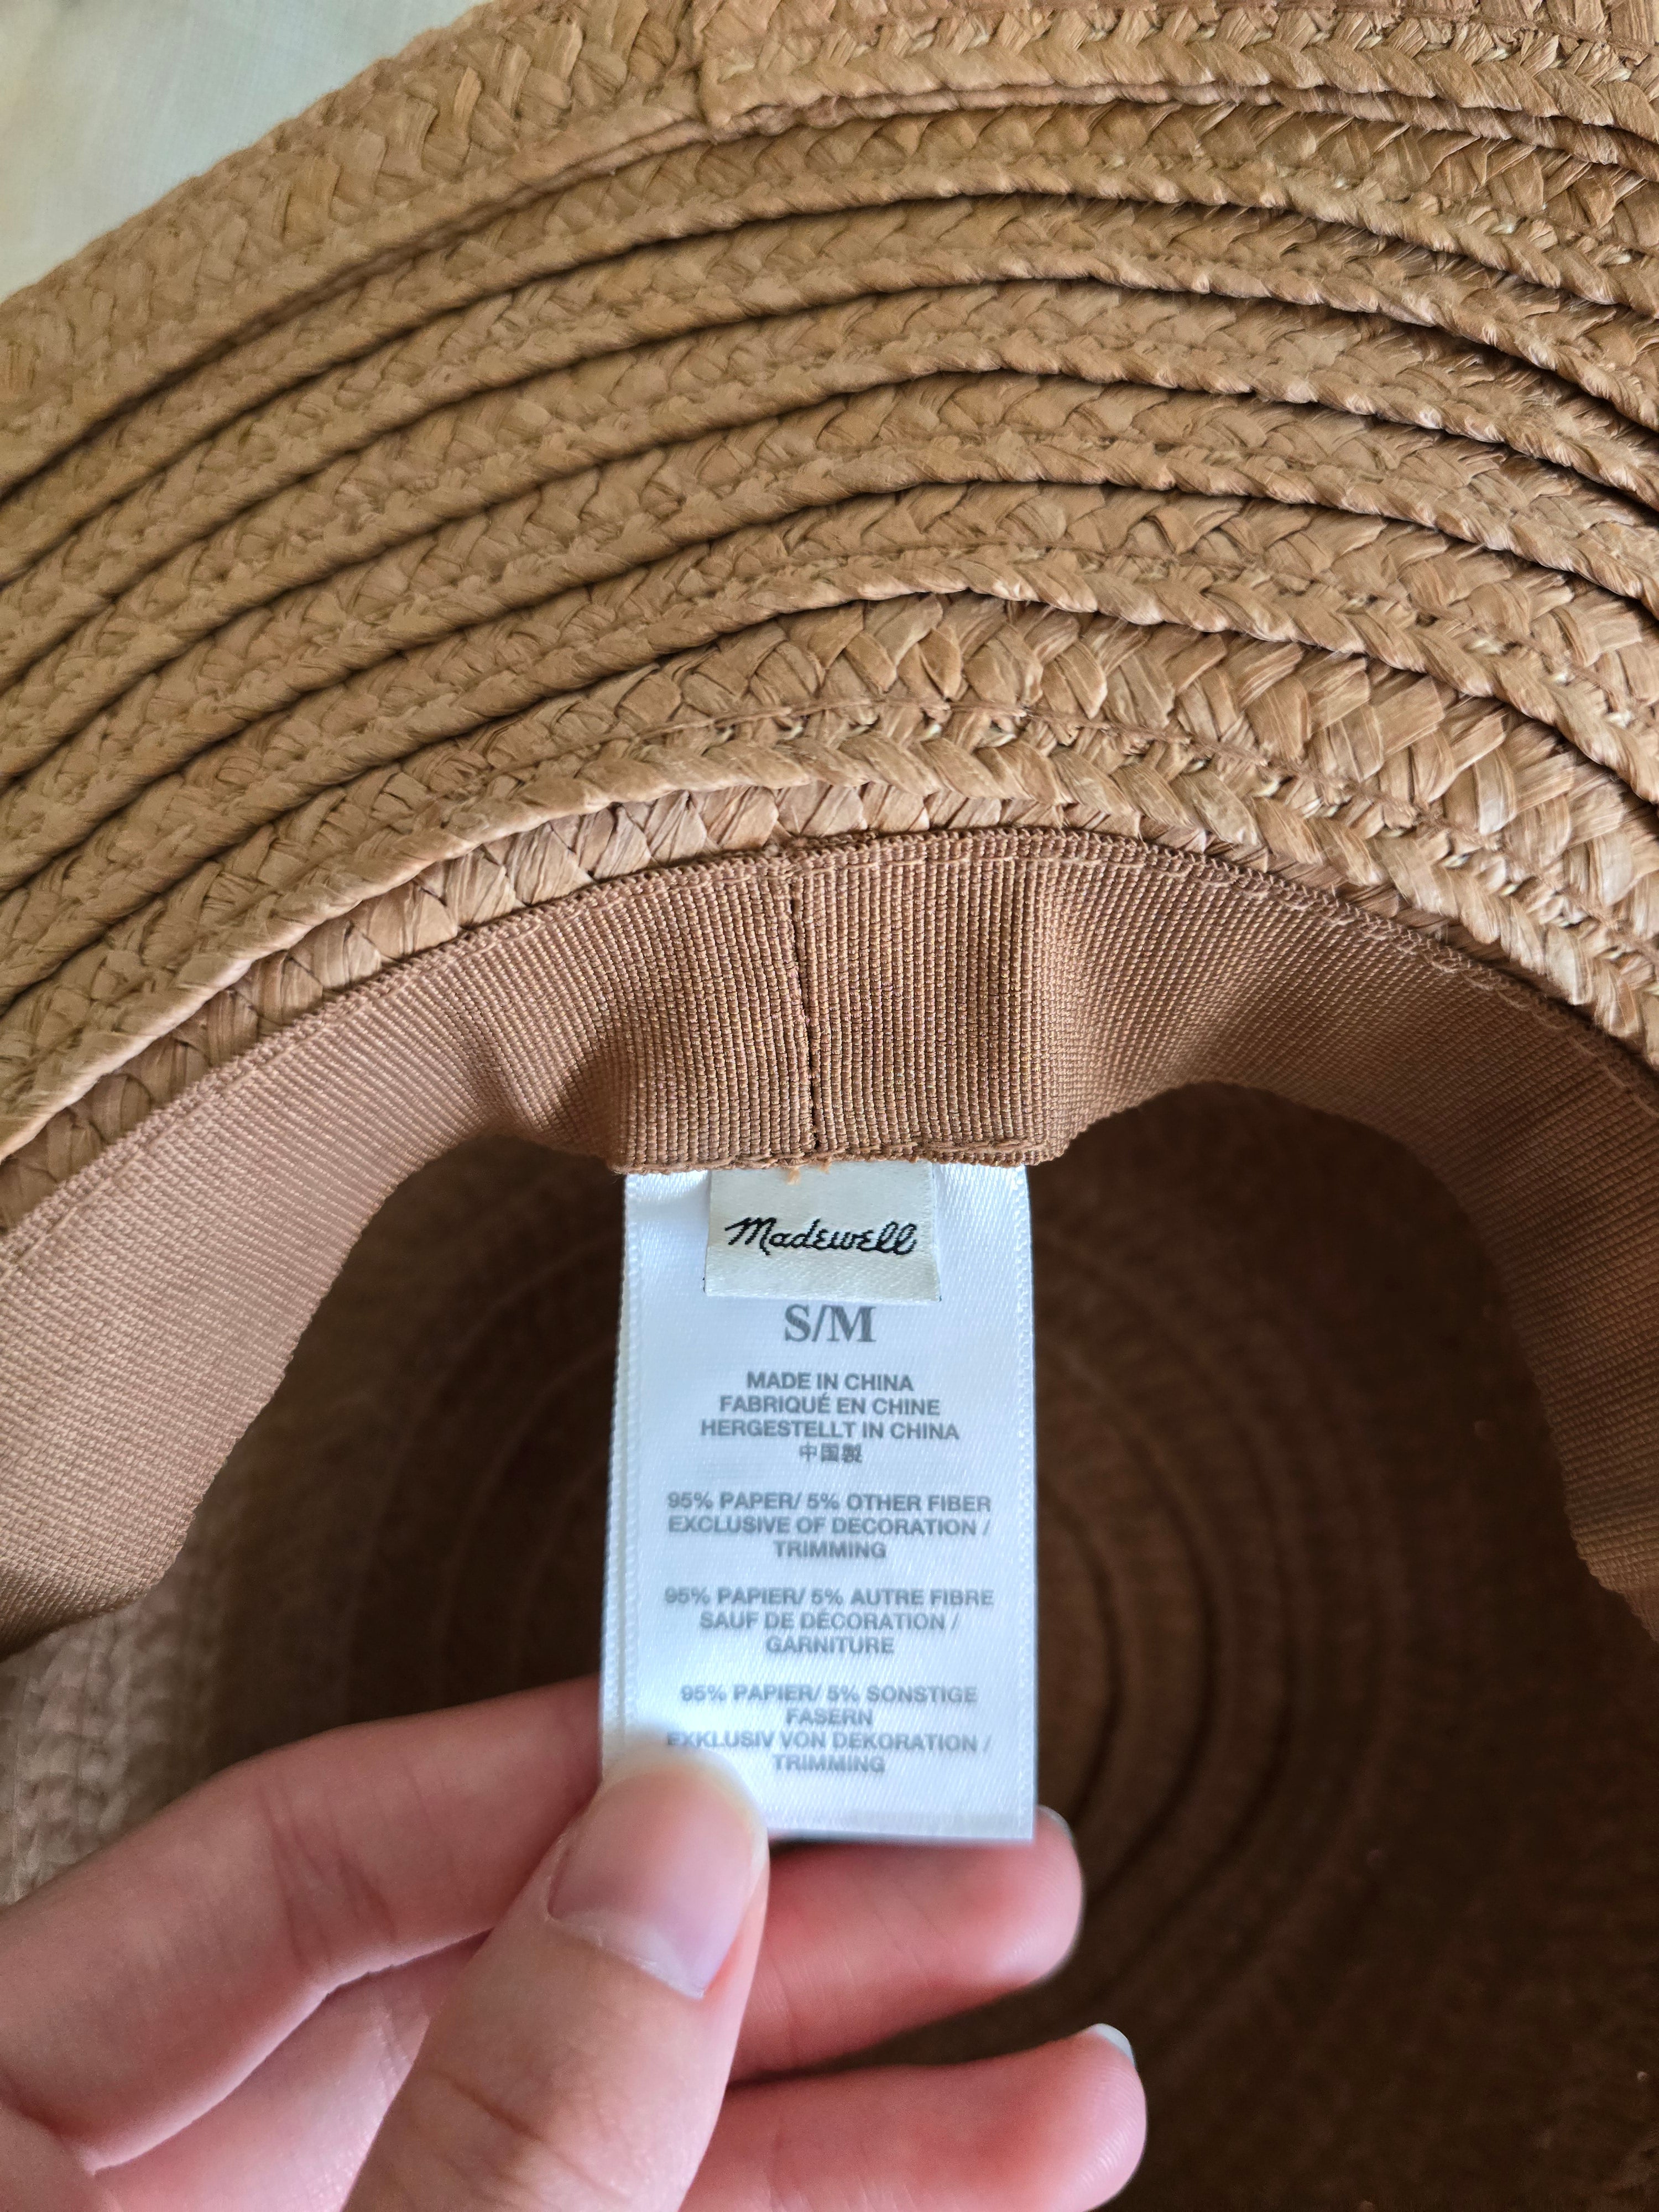 Madewell
S/M
MADE IN CHINA
FABRIQUÉ EN CHINE
HERGESTELLT IN CHINA
中国製
95% PAPER/ 5% OTHER FIBER
EXCLUSIVE OF DECORATION /
TRIMMING
95% PAPIER/ 5% AUTRE FIBRE
SAUF DE DÉCORATION /
GARNITURE
95% PAPIER/ 5% SONSTIGE
FASERN
EXKLUSIV VON DEKORATION /
TRIMMING